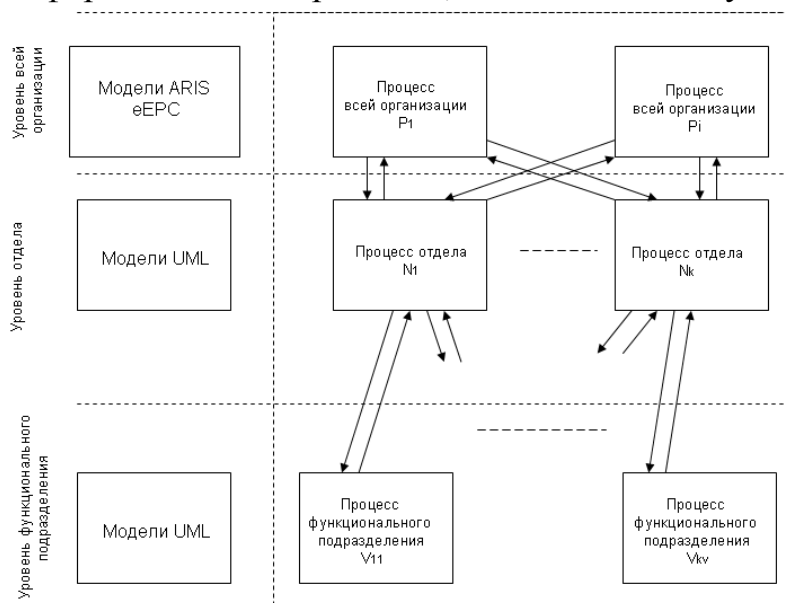 Уровень всей
организации
Модели ARIS
eEPC
Процесс
всей организации
P1
Процесс
всей организации
Pi
Уровень отдела
Модели UML
Процесс отдела
N1
Процесс отдела
Nk
Уровень функционального
подразделения
Модели UML
Процесс
функционального
подразделения
V11
Процесс
функционального
подразделения
Vkv